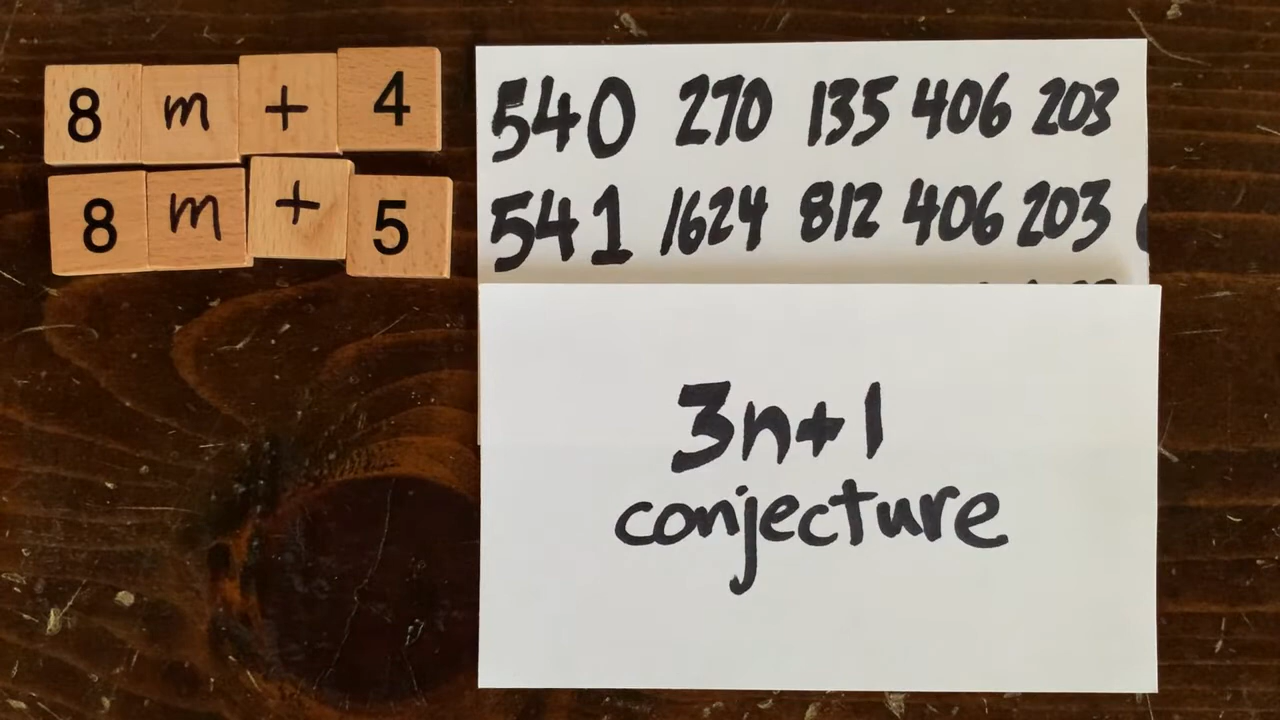 8 m + 4
8 m + 5
540 270 135 406 203
541 1624 812 406 203
3n+1
conjecture